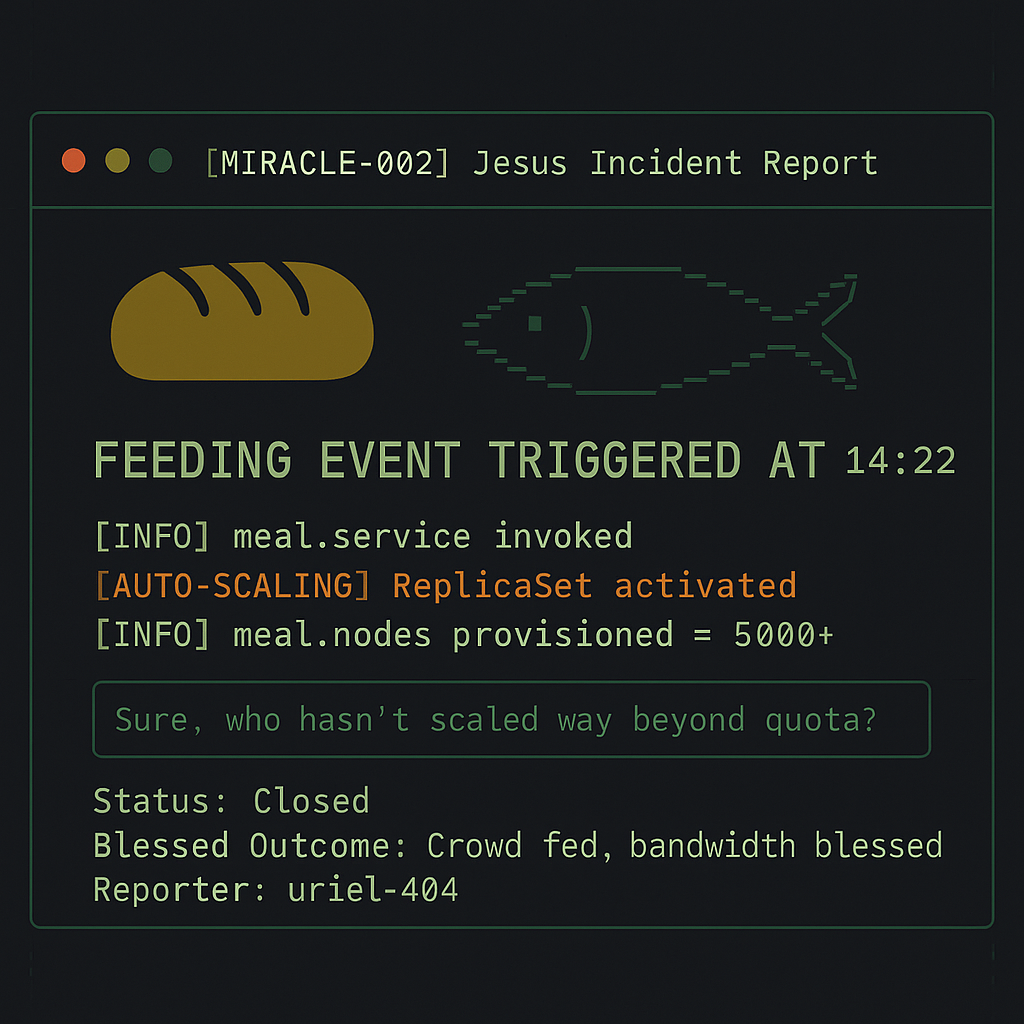 [MIRACLE-002] Jesus Incident Report
FEEDING EVENT TRIGGERED AT 14:22
[INFO] meal.service invoked
[AUTO-SCALING] ReplicaSet activated
[INFO] meal.nodes provisioned = 5000+
Sure, who hasn’t scaled way beyond quota?
Status: Closed
Blessed Outcome: Crowd fed, bandwidth blessed
Reporter: uriel-404